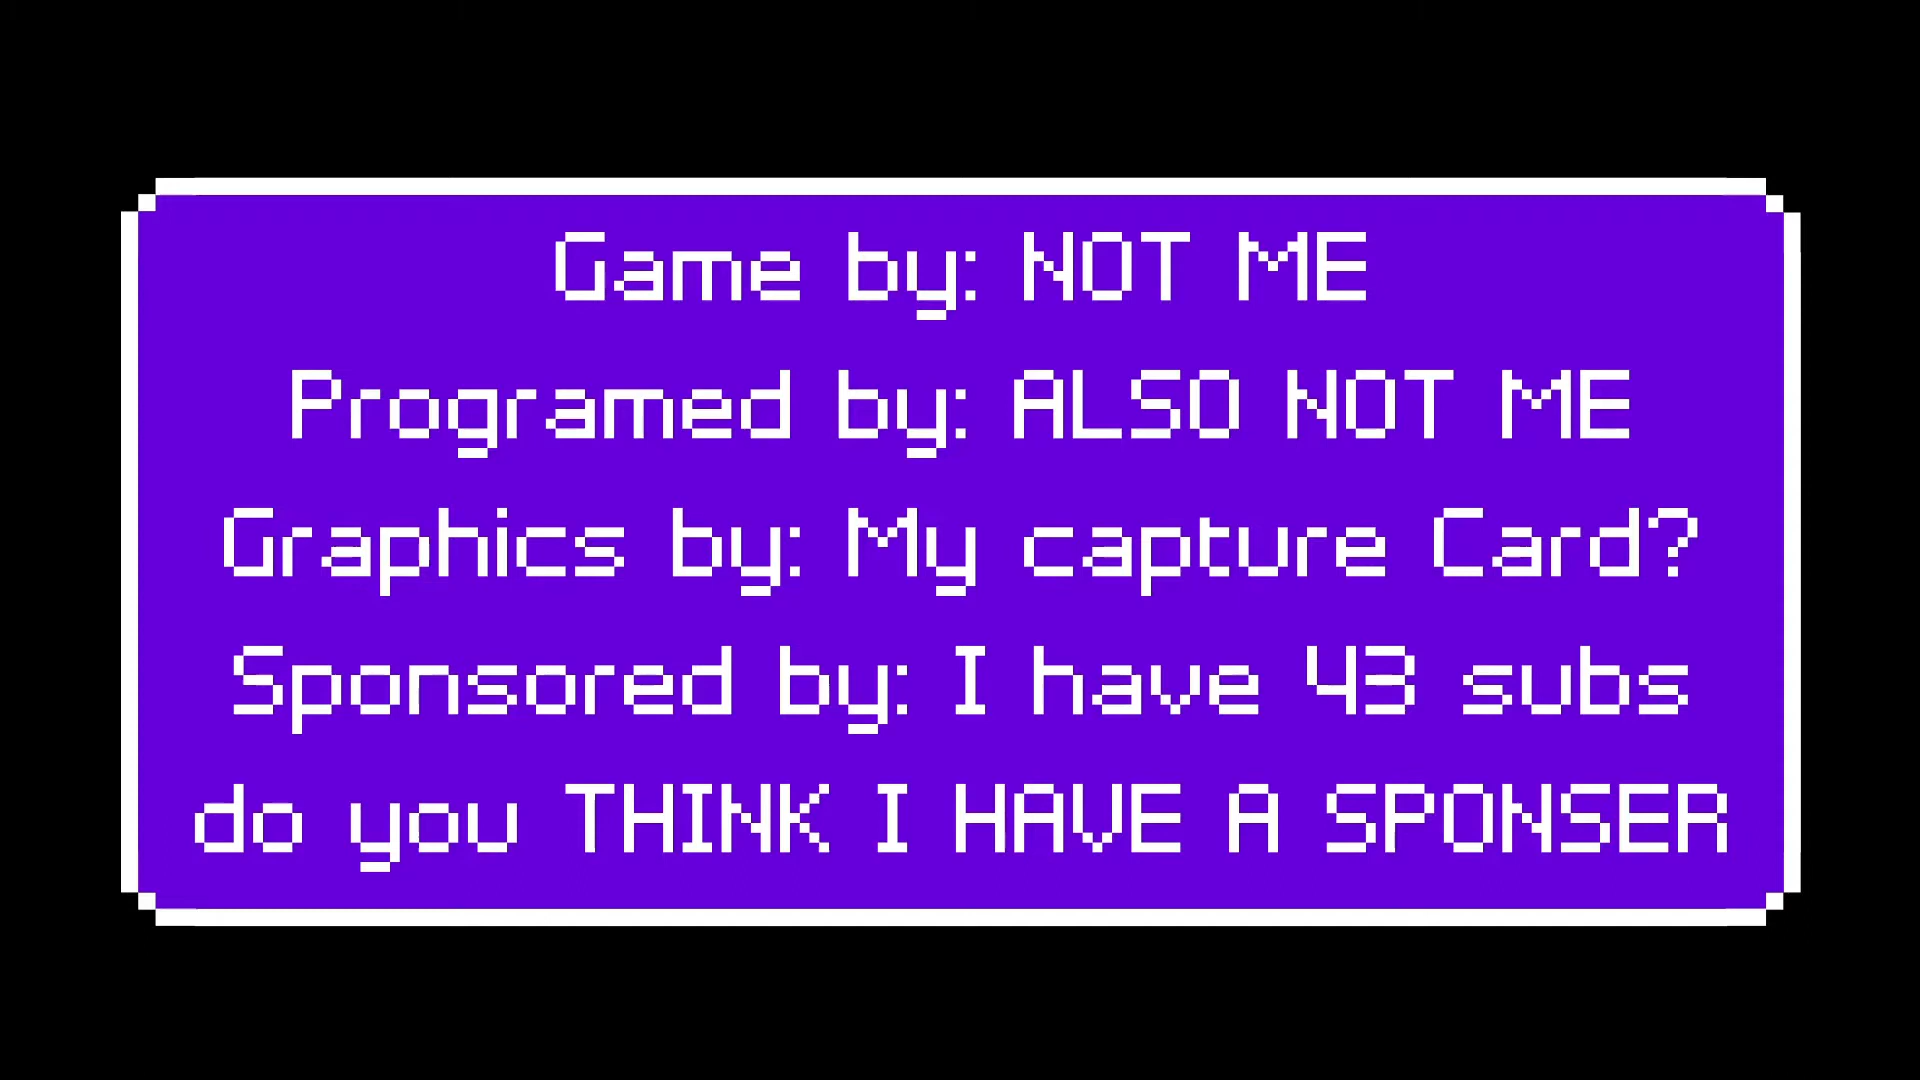 Game by: NOT ME
Programed by: ALSO NOT ME
Graphics by: My capture Card?
Sponsored by: I have 43 subs
do you THINK I HAVE A SPONSER